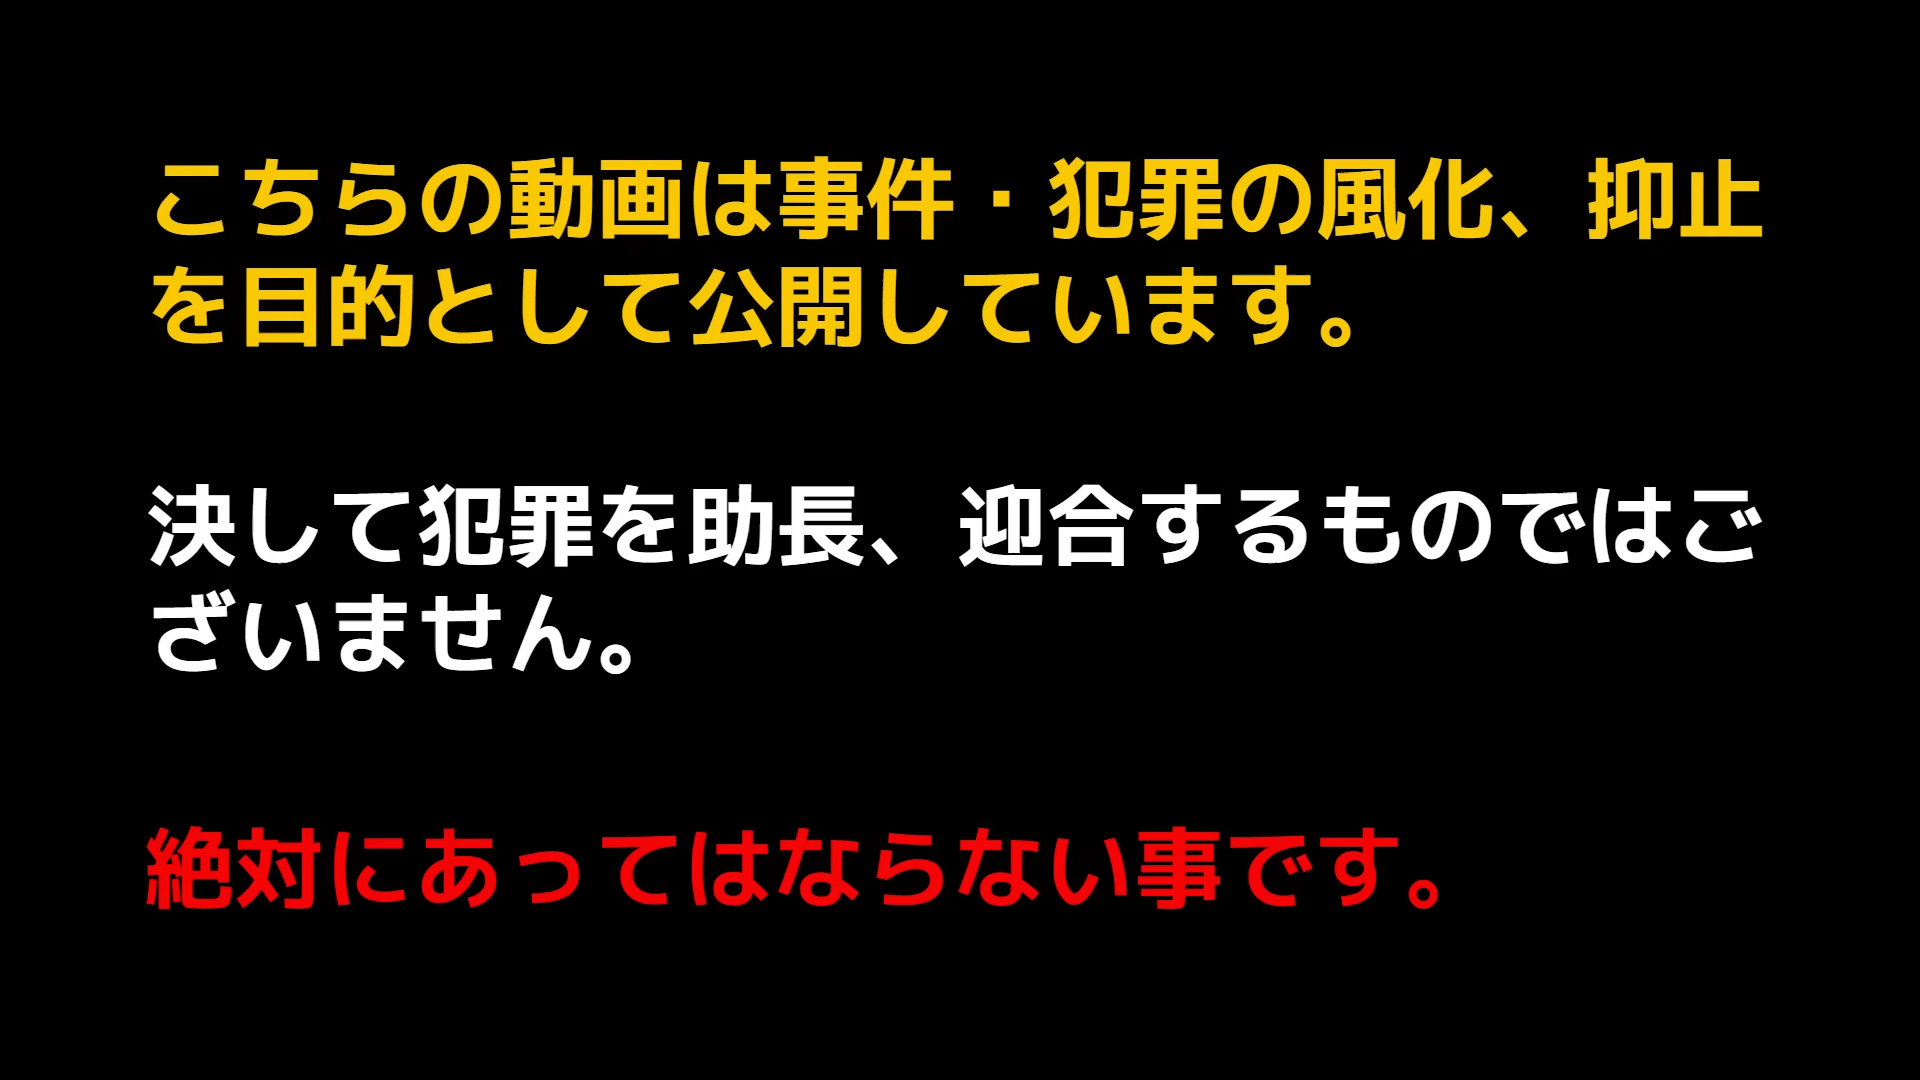 こちらの動画は事件・犯罪の風化、抑止
を目的として公開しています。
決して犯罪を助長、迎合するものではご
ざいません。
絶対にあってはならない事です。